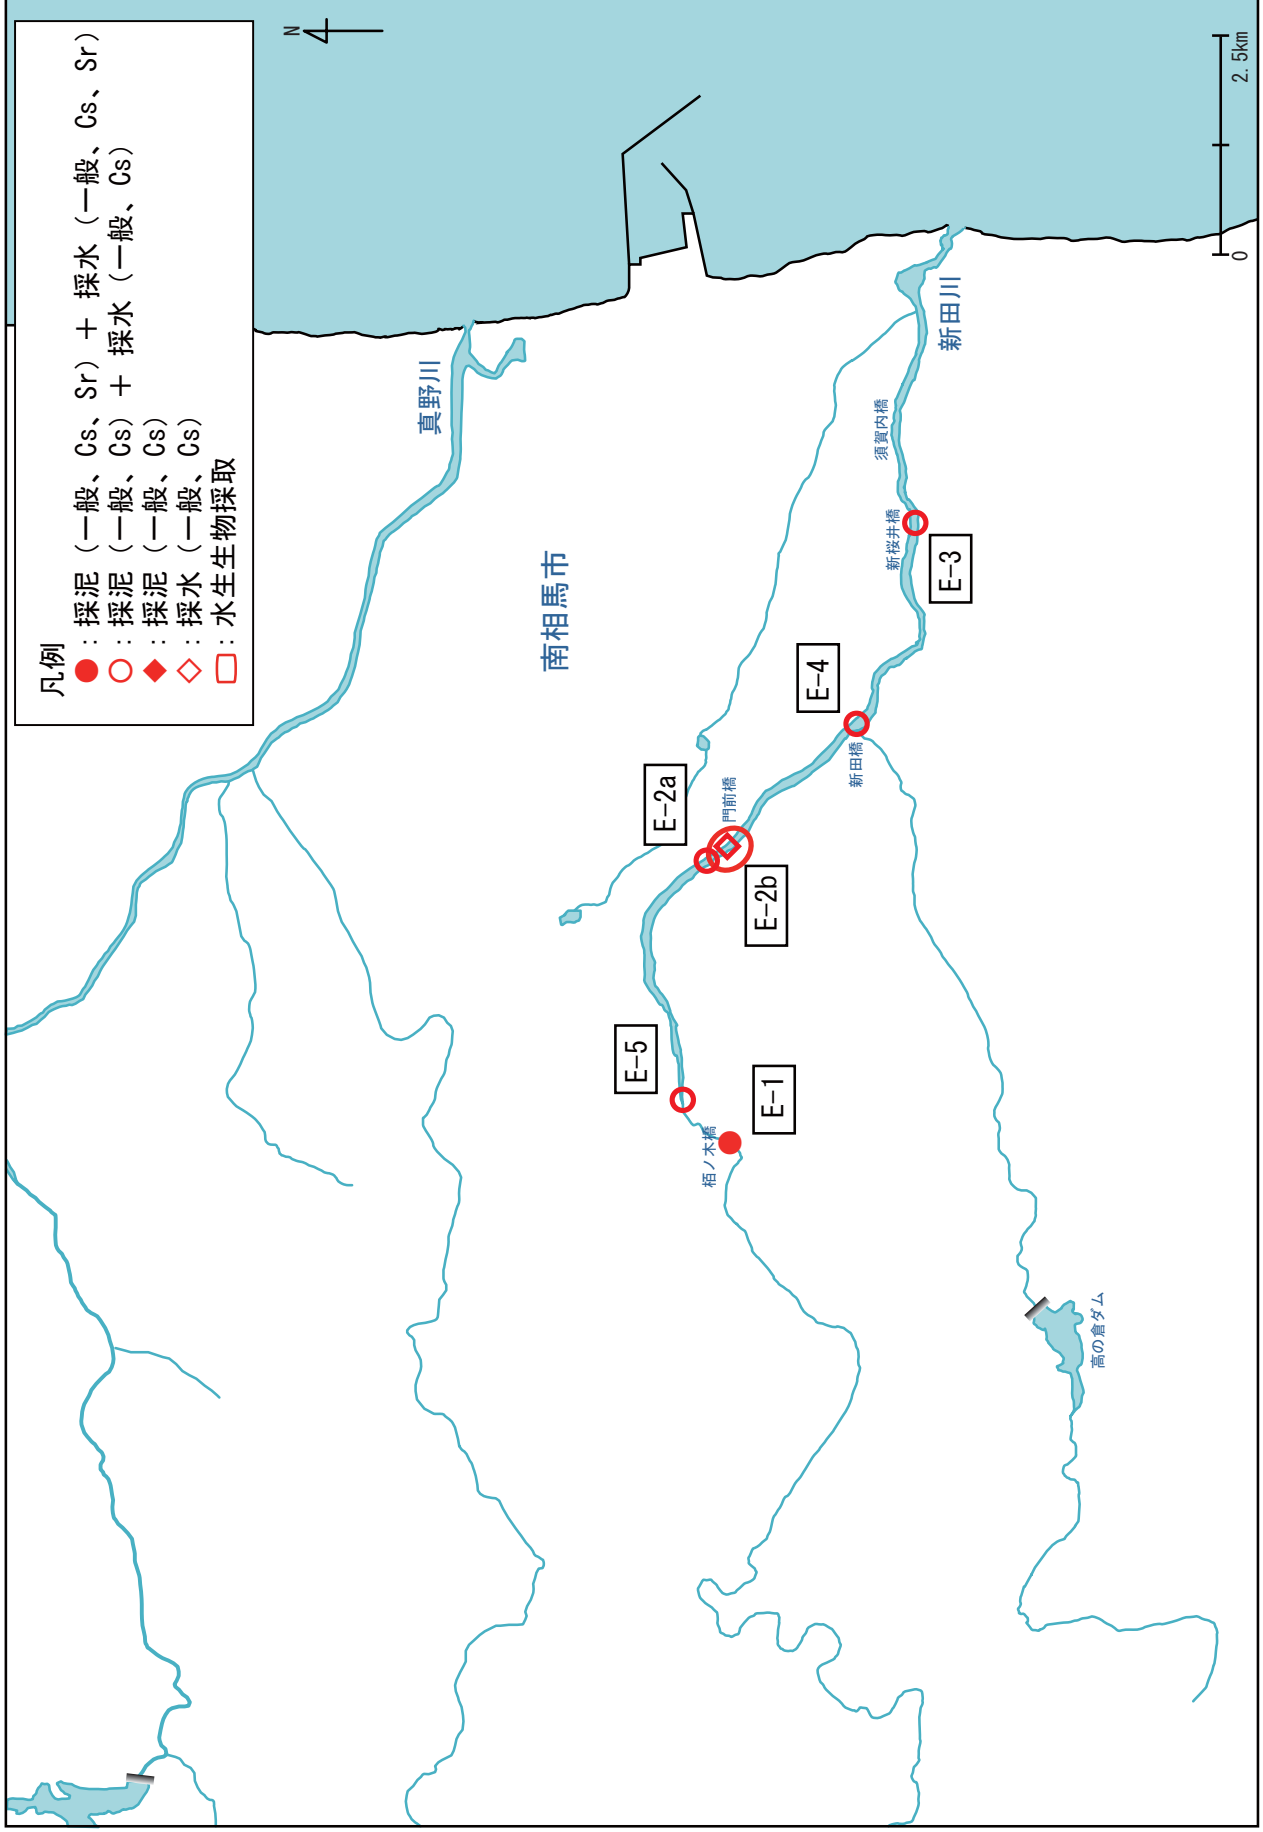 凡例
：採泥（一般、Cs、Sr）＋ 採水（一般、Cs、Sr）
：採泥（一般、Cs）＋ 採水（一般、Cs）
：採泥（一般、Cs）
：採水（一般、Cs）
：水生生物採取
N
真野川
南相馬市
E-5
E-2a
E-4
栢ノ木橋
門前橋
E-1
E-2b
新田橋
新桜井橋
須賀内橋
E-3
新田川
高の倉ダム
0
2.5km